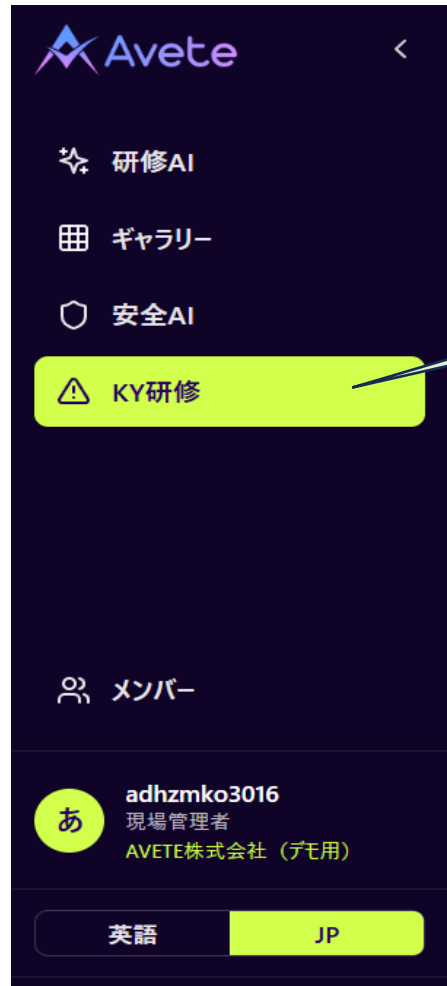 Avete
研修AI
ギャラリー
安全AI
KY研修
メンバー
あ
adhzmko3016
現場管理者
AVETE株式会社（デモ用）
英語
JP